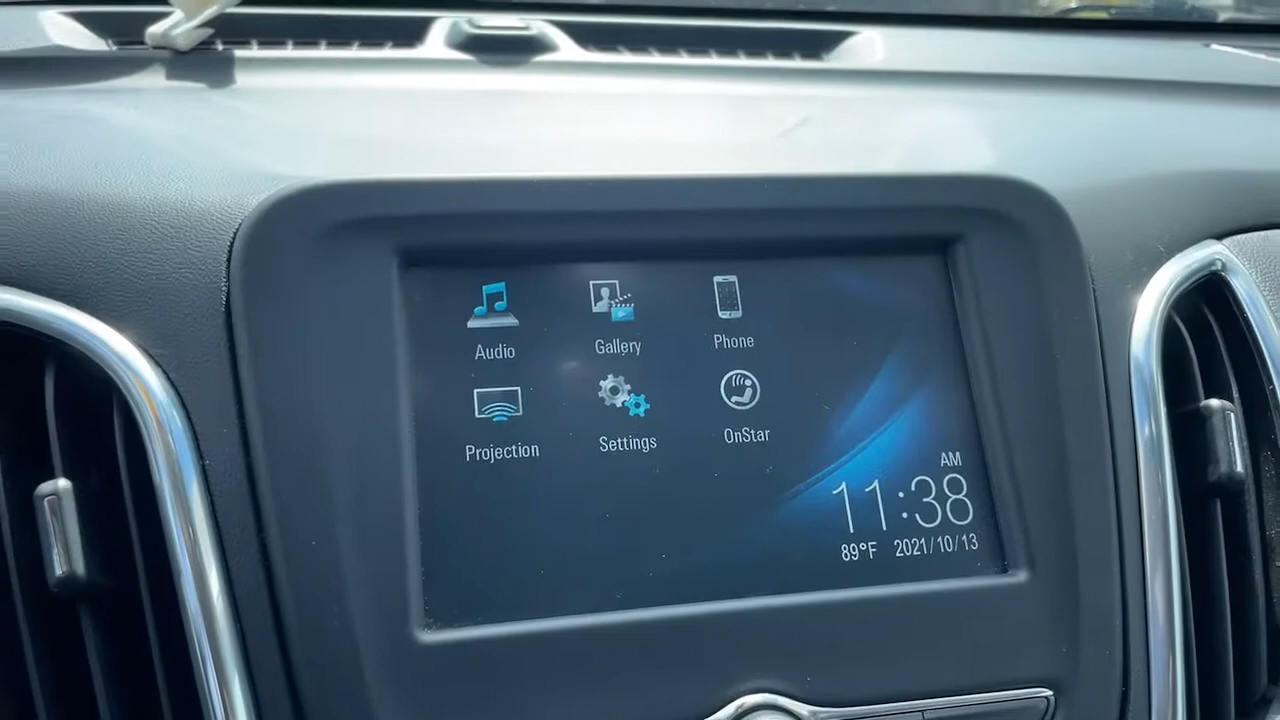 Audio Gallery Phone
Projection Settings OnStar
AM
11:38
89°F 2021/10/13